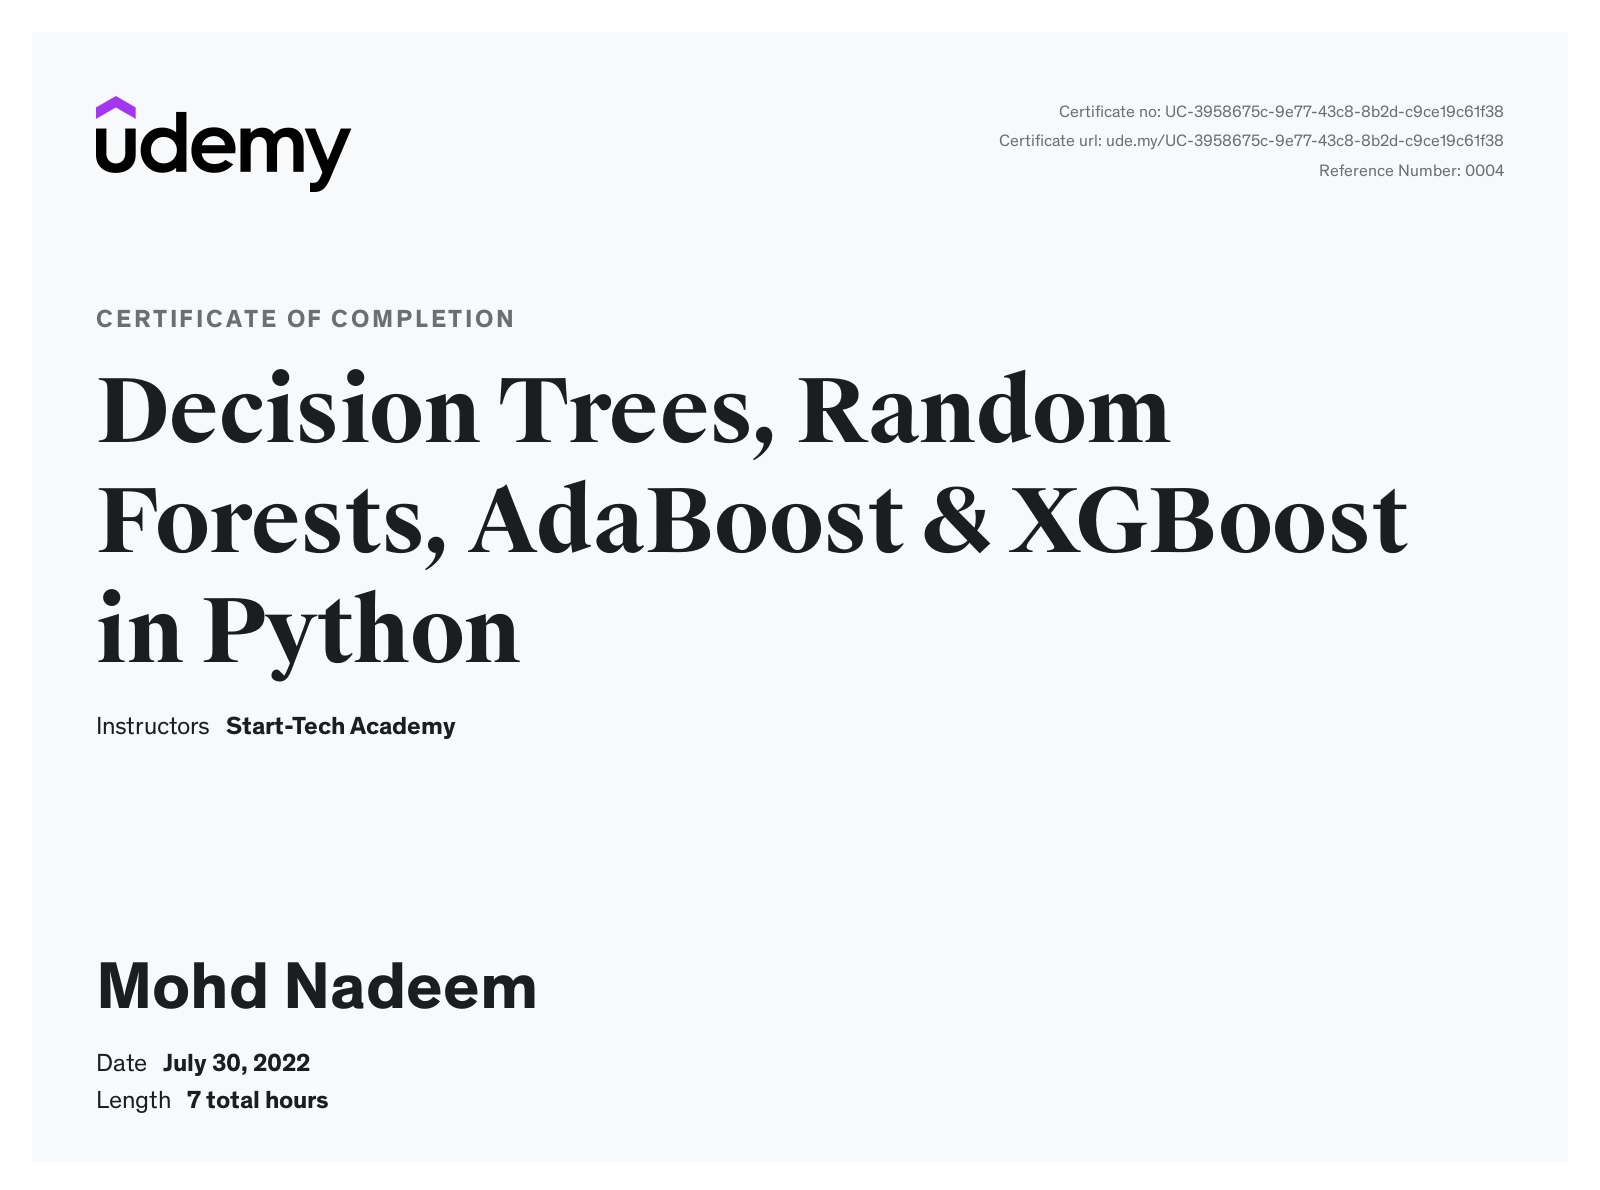 udemy
Certificate no: UC-3958675c-9e77-43c8-8b2d-c9ce19c61f38
Certificate url: ude.my/UC-3958675c-9e77-43c8-8b2d-c9ce19c61f38
Reference Number: 0004
CERTIFICATE OF COMPLETION
Decision Trees, Random
Forests, AdaBoost & XGBoost
in Python
Instructors Start-Tech Academy
Mohd Nadeem
Date July 30, 2022
Length 7 total hours